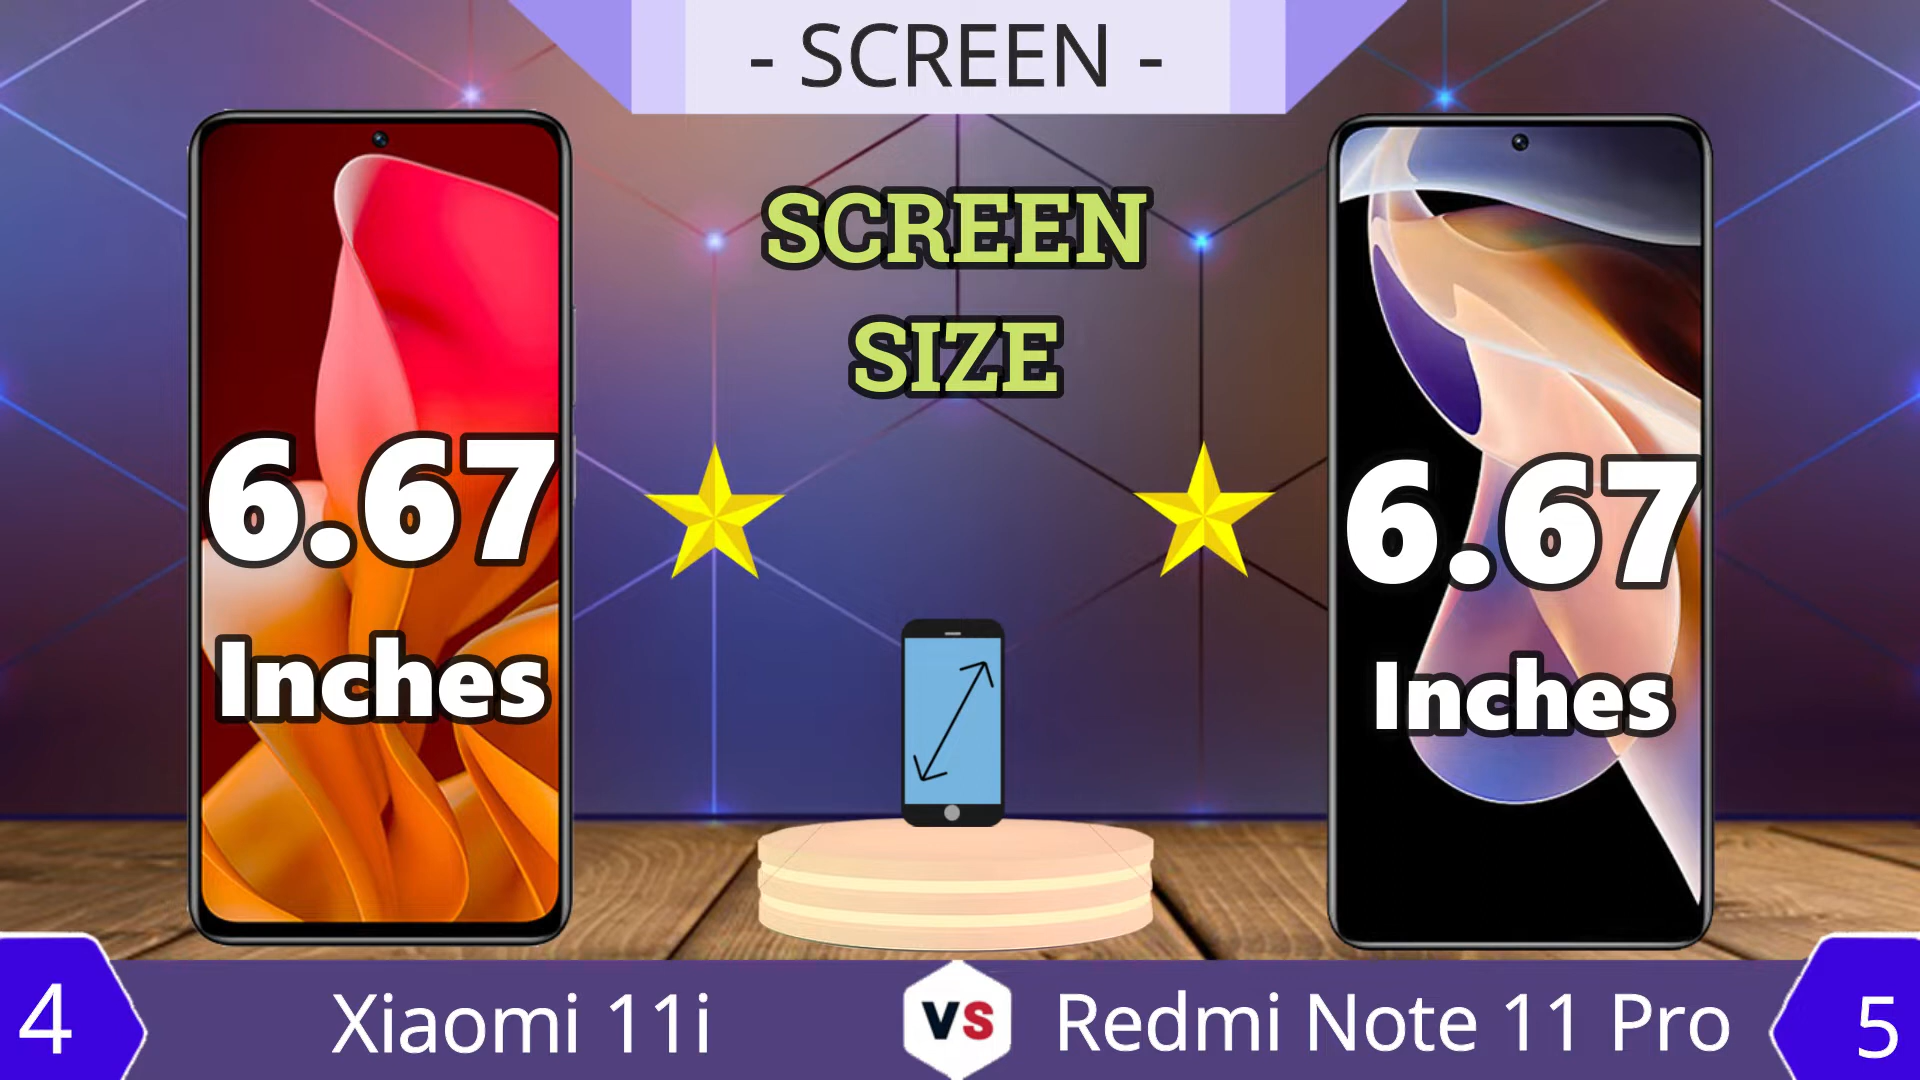 - SCREEN -
SCREEN
SIZE
6.67
Inches
6.67
Inches
4
Xiaomi 11i
VS
Redmi Note 11 Pro
5